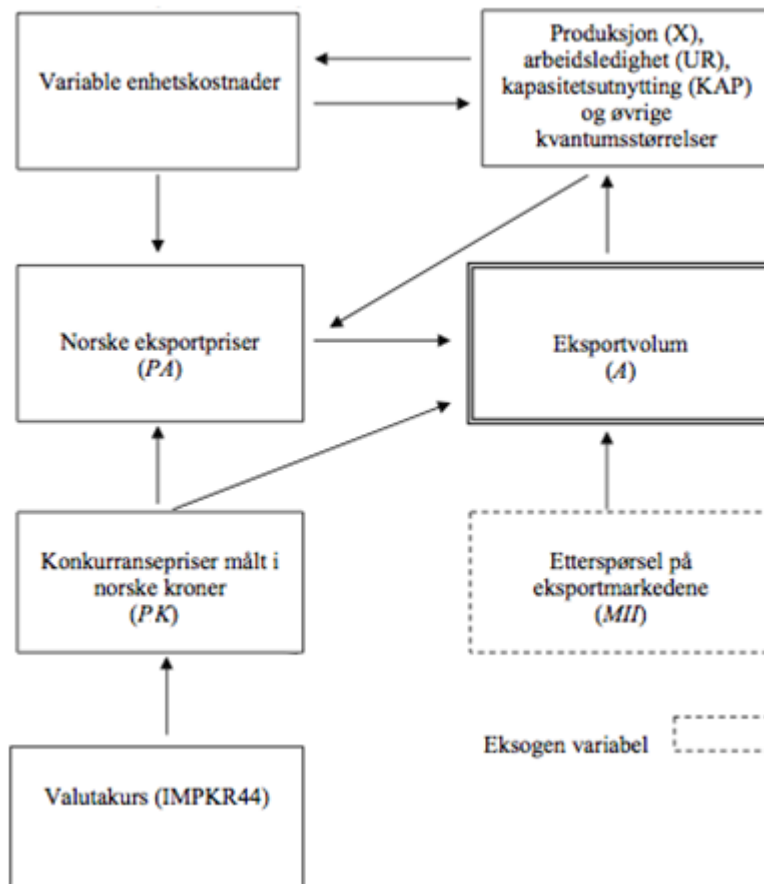 Variable enhetskostnader
Produksjon (X),
arbeidsledighet (UR),
kapasitetsutnytting (KAP)
og øvrige
kvantumsstørrelser
Norske eksportpriser
(PA)
Eksportvolum
(A)
Konkurransepriser målt i
norske kroner
(PK)
Etterspørsel på
eksportmarkedene
(MII)
Eksogen variabel
Valutakurs (IMPKR44)